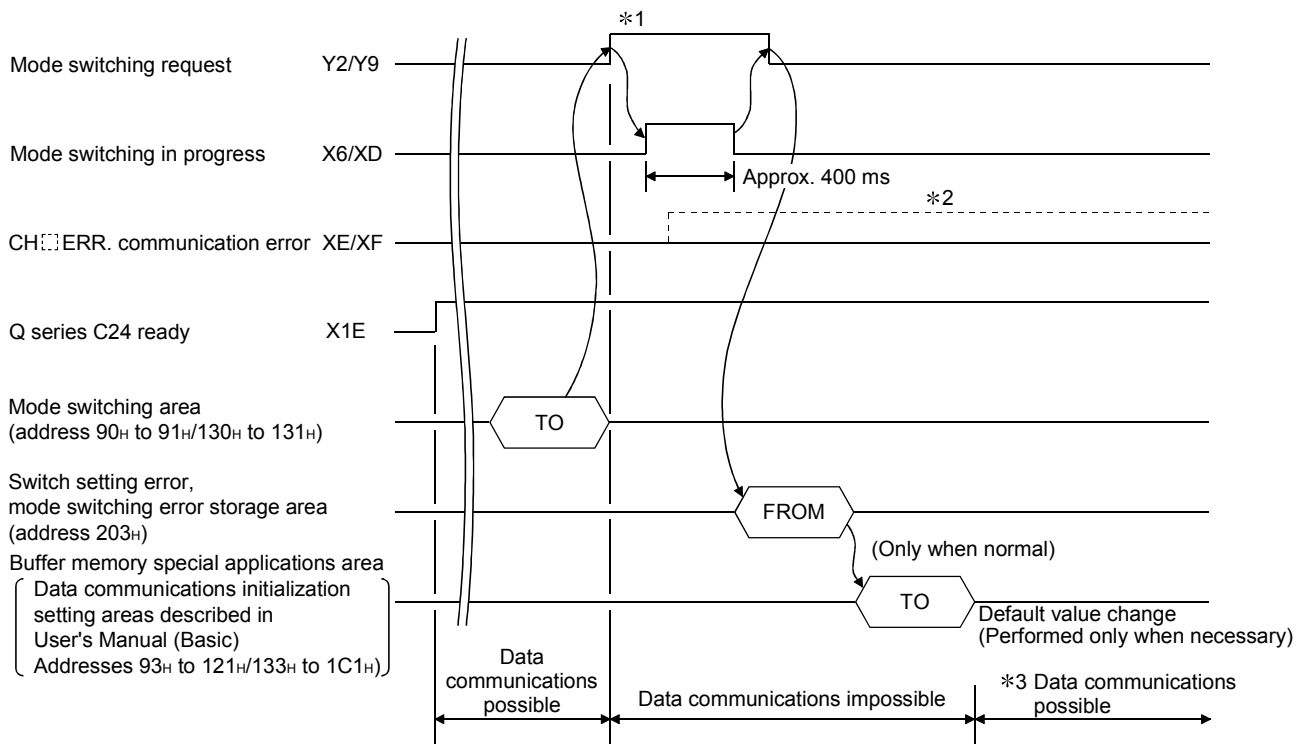 *1
Mode switching request Y2/Y9
Mode switching in progress X6/XD
Approx. 400 ms
*2
CH ERR. communication error XE/XF
Q series C24 ready X1E
Mode switching area
(address 90H to 91H/130H to 131H)
TO
Switch setting error,
mode switching error storage area
(address 203H)
FROM
(Only when normal)
Buffer memory special applications area
Data communications initialization
setting areas described in
User's Manual (Basic)
Addresses 93H to 121H/133H to 1C1H)
TO
Default value change
(Performed only when necessary)
Data
communications
possible
Data communications impossible
*3 Data communications
possible